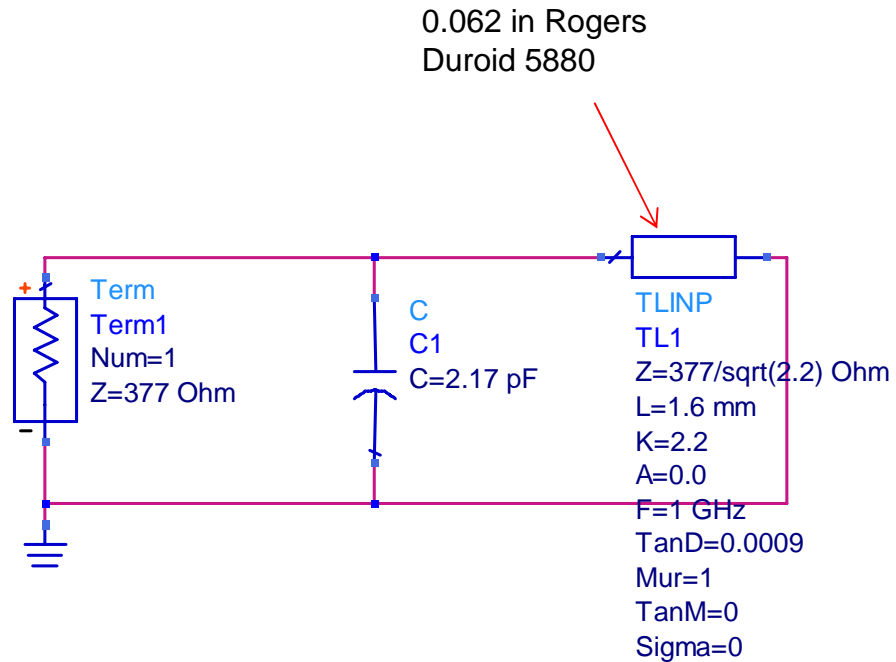 0.062 in Rogers
Duroid 5880
+
Term
Term1
Num=1
Z=377 Ohm
-
C
C1
C=2.17 pF
TLINP
TL1
Z=377/sqrt(2.2) Ohm
L=1.6 mm
K=2.2
A=0.0
F=1 GHz
TanD=0.0009
Mur=1
TanM=0
Sigma=0